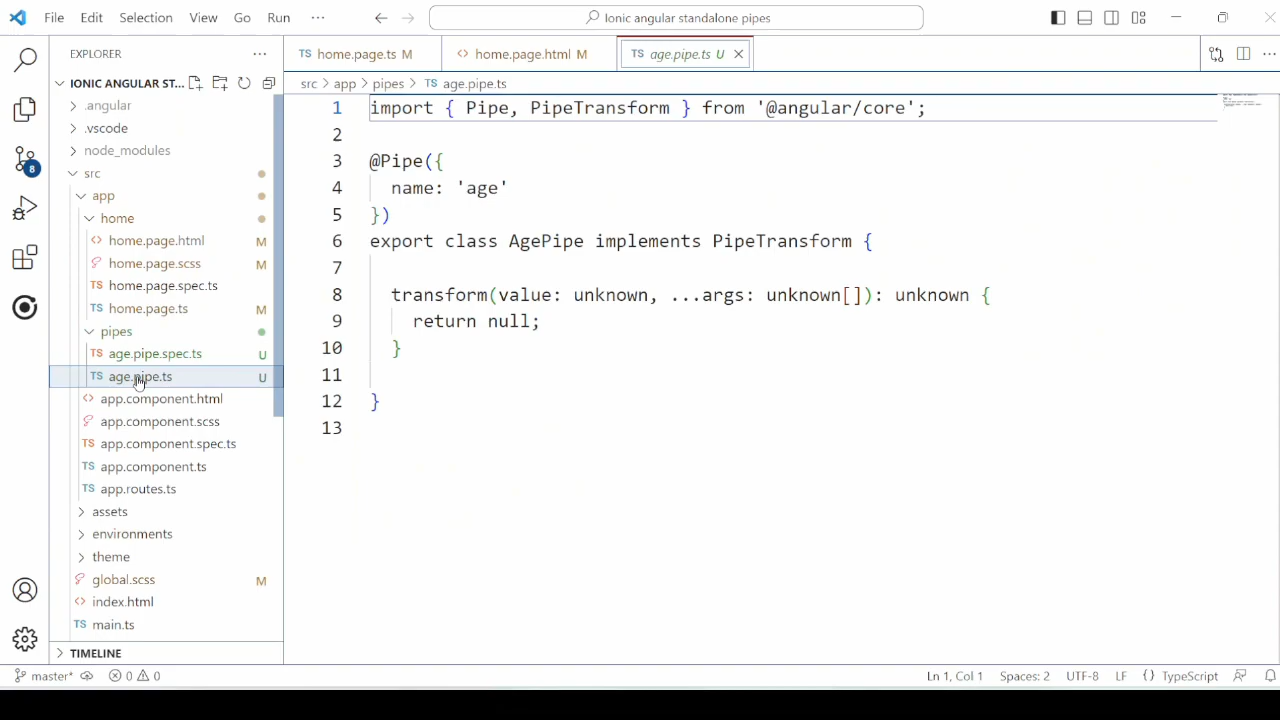 File Edit Selection View Go Run ··· Ionic angular standalone pipes
EXPLORER ···
IONIC ANGULAR ST...
.angular
.vscode
node_modules
src
app
home
home.page.html M
home.page.scss M
home.page.spec.ts
home.page.ts M
pipes
age.pipe.spec.ts U
age.pipe.ts U
app.component.html
app.component.scss
app.component.spec.ts
app.component.ts
app.routes.ts
assets
environments
theme
global.scss M
index.html
main.ts
TIMELINE
8
TS home.page.ts M <> home.page.html M TS age.pipe.ts U
src > app > pipes > TS age.pipe.ts
1 import { Pipe, PipeTransform } from '@angular/core';
2
3 @Pipe({
4 name: 'age'
5 })
6 export class AgePipe implements PipeTransform {
7
8 transform(value: unknown, ...args: unknown[]): unknown {
9 return null;
10 }
11
12 }
13
master* 0 0 Ln 1, Col 1 Spaces: 2 UTF-8 LF {} TypeScript